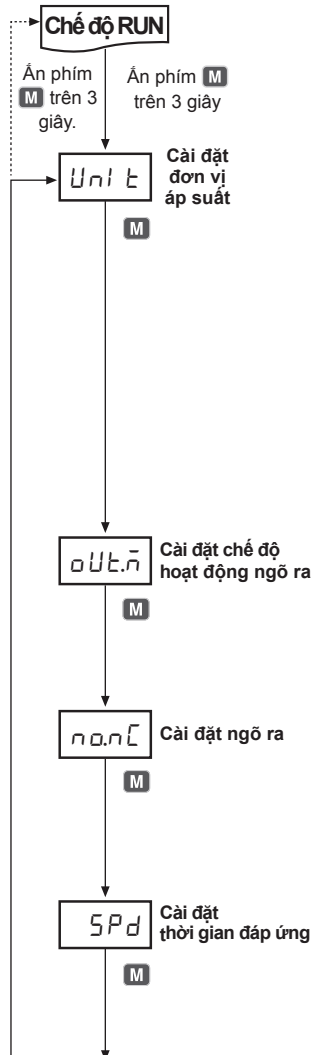 Chế độ RUN
Ấn phím
M trên 3
giây.
Ấn phím M
trên 3 giây
UnI t
Cài đặt
đơn vị
áp suất
M
oUt.m̄
Cài đặt chế độ
hoạt động ngõ ra
M
no.nC
Cài đặt ngõ ra
M
SPd
Cài đặt
thời gian đáp ứng
M